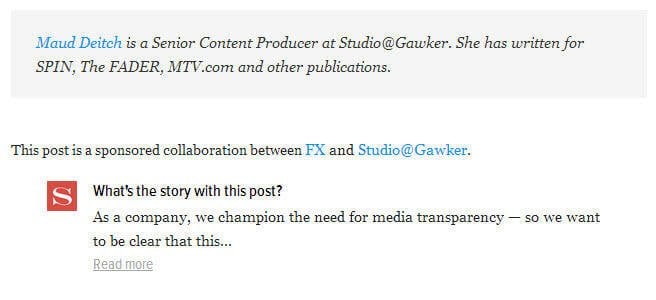 Maud Deitch is a Senior Content Producer at Studio@Gawker. She has written for
SPIN, The FADER, MTV.com and other publications.
This post is a sponsored collaboration between FX and Studio@Gawker.
S
What's the story with this post?
As a company, we champion the need for media transparency — so we want
to be clear that this...
Read more